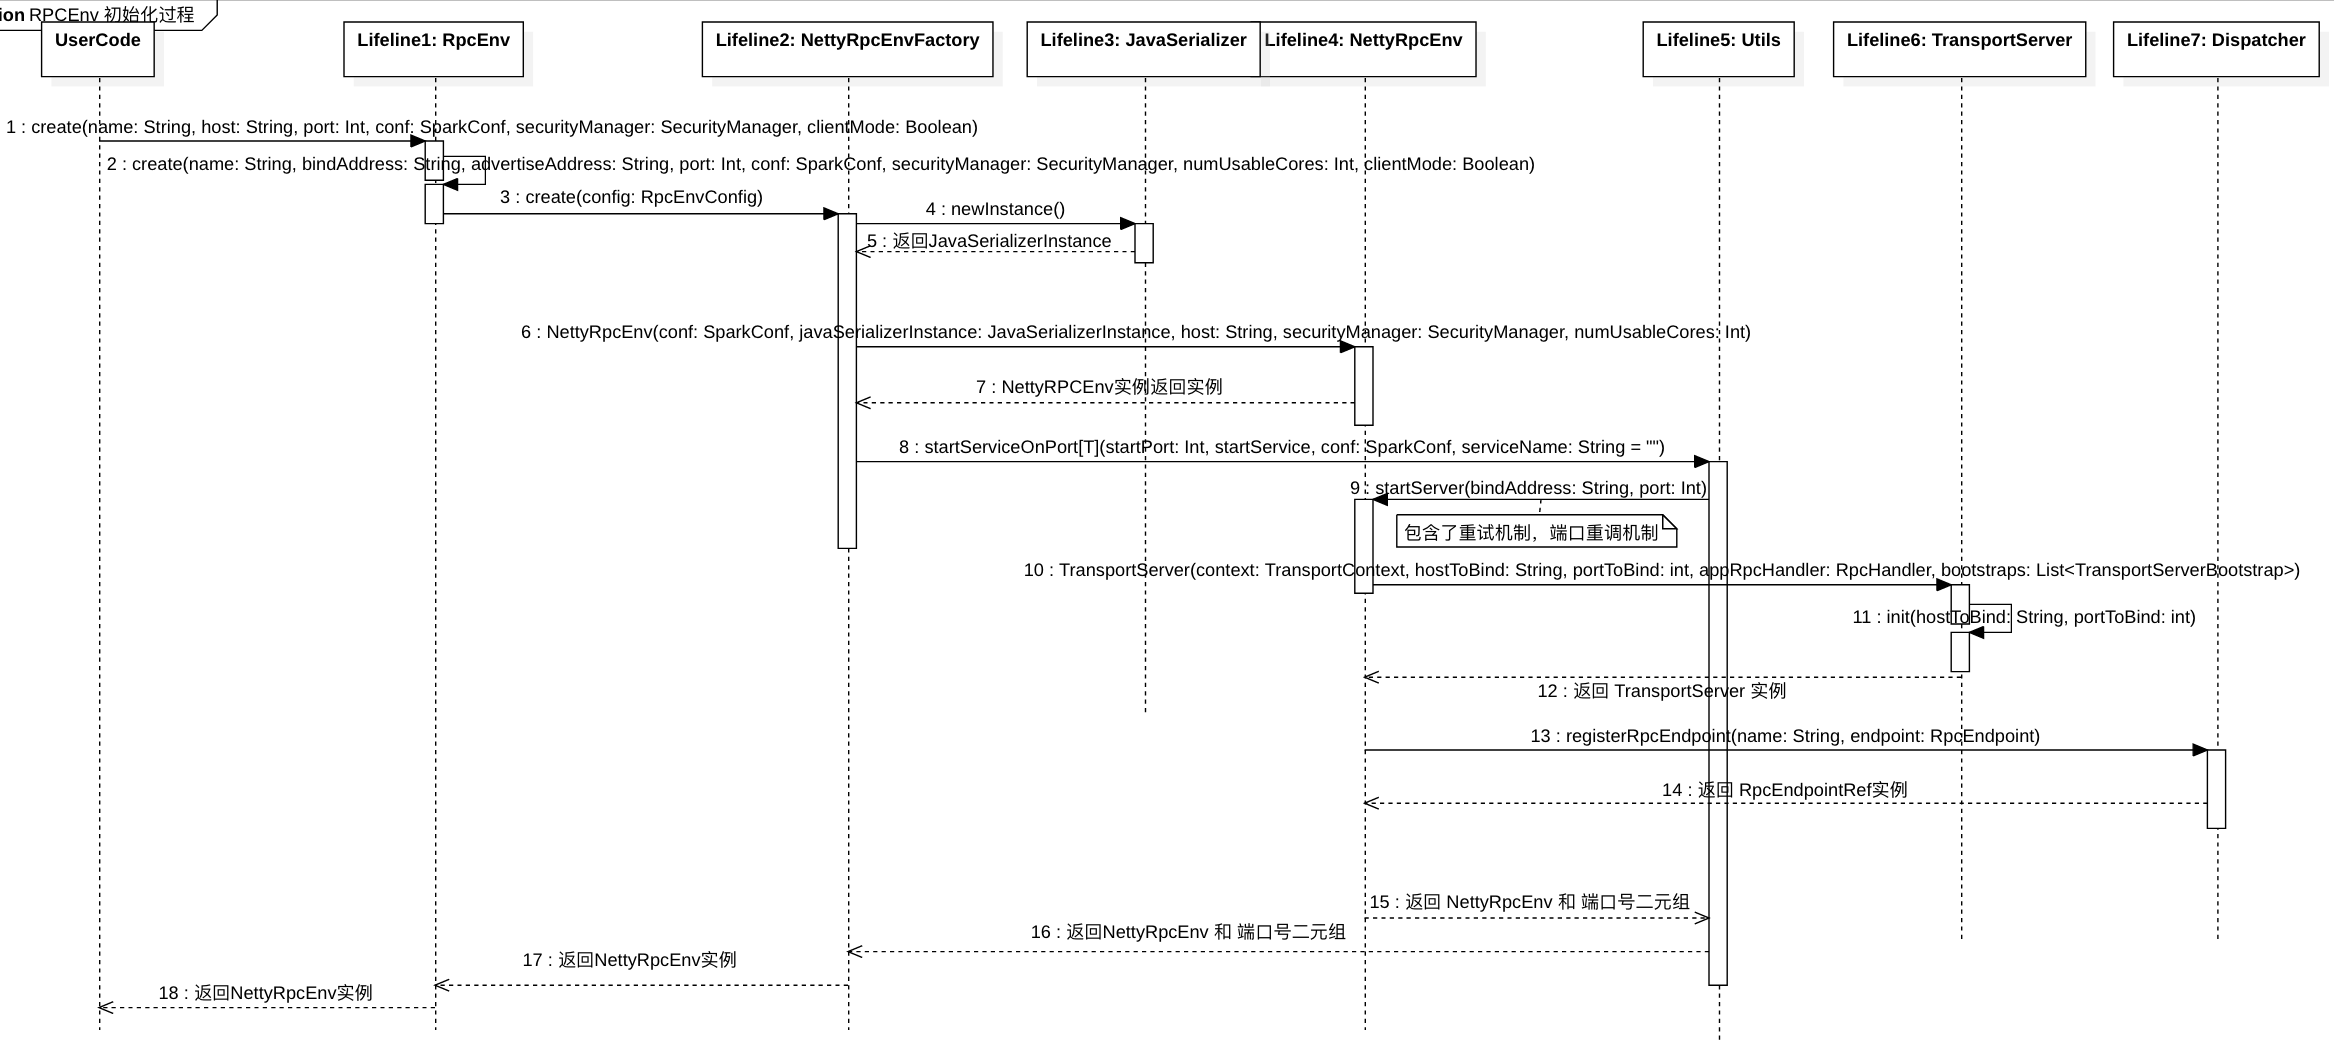 ion RPCEnv 初始化过程
UserCode
Lifeline1: RpcEnv
Lifeline2: NettyRpcEnvFactory
Lifeline3: JavaSerializer
Lifeline4: NettyRpcEnv
Lifeline5: Utils
Lifeline6: TransportServer
Lifeline7: Dispatcher
1 : create(name: String, host: String, port: Int, conf: SparkConf, securityManager: SecurityManager, clientMode: Boolean)
2 : create(name: String, bindAddress: String, advertiseAddress: String, port: Int, conf: SparkConf, securityManager: SecurityManager, numUsableCores: Int, clientMode: Boolean)
3 : create(config: RpcEnvConfig)
4 : newInstance()
5 : 返回JavaSerializerInstance
6 : NettyRpcEnv(conf: SparkConf, javaSerializerInstance: JavaSerializerInstance, host: String, securityManager: SecurityManager, numUsableCores: Int)
7 : NettyRPCEnv实例返回实例
8 : startServiceOnPort[T](startPort: Int, startService, conf: SparkConf, serviceName: String = "")
9 : startServer(bindAddress: String, port: Int)
包含了重试机制，端口重调机制
10 : TransportServer(context: TransportContext, hostToBind: String, portToBind: int, appRpcHandler: RpcHandler, bootstraps: List<TransportServerBootstrap>)
11 : init(hostToBind: String, portToBind: int)
12 : 返回 TransportServer 实例
13 : registerRpcEndpoint(name: String, endpoint: RpcEndpoint)
14 : 返回 RpcEndpointRef实例
15 : 返回 NettyRpcEnv 和 端口号二元组
16 : 返回NettyRpcEnv 和 端口号二元组
17 : 返回NettyRpcEnv实例
18 : 返回NettyRpcEnv实例